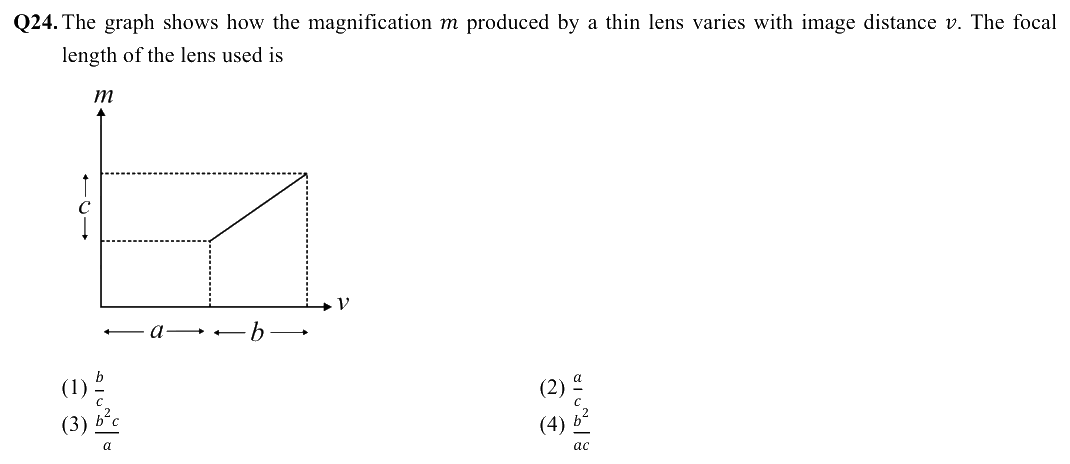 Q24. The graph shows how the magnification m produced by a thin lens varies with image distance v. The focal
length of the lens used is
m
c
v
a b
(1) b/c (2) a/c
(3) b²c/a (4) b²/ac